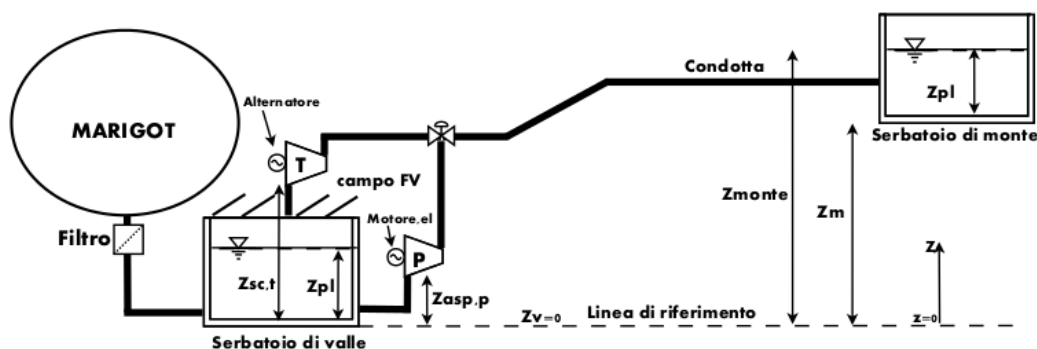 Condotta
Zpl
Serbatoio di monte
Alternatore
MARIGOT
T
campo FV
Zmonte
Zm
Filtro
Motore,el
P
Zsc,t
Zpl
Zasp,p
Z
Zv=0
Linea di riferimento
z=0
Serbatoio di valle